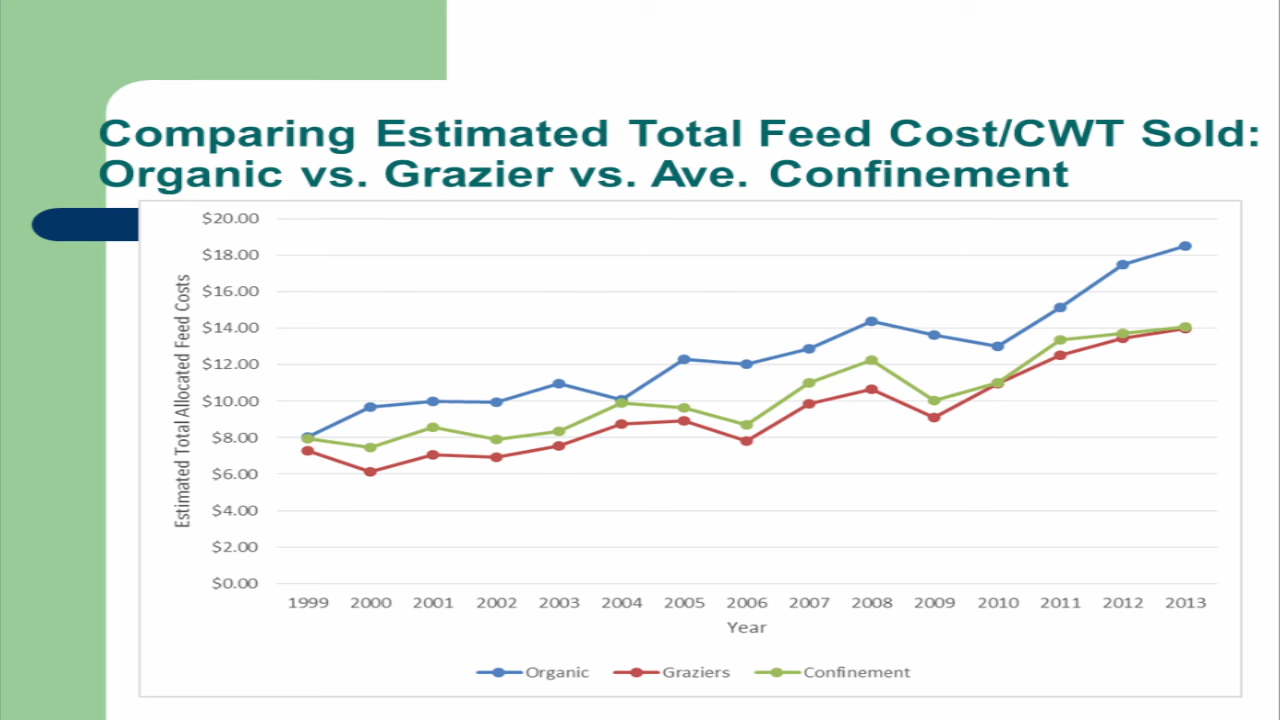 Comparing Estimated Total Feed Cost/CWT Sold:
Organic vs. Grazier vs. Ave. Confinement
Estimated Total Allocated Feed Costs
$20.00
$18.00
$16.00
$14.00
$12.00
$10.00
$8.00
$6.00
$4.00
$2.00
$0.00
1999 2000 2001 2002 2003 2004 2005 2006 2007 2008 2009 2010 2011 2012 2013
Year
Organic Graziers Confinement